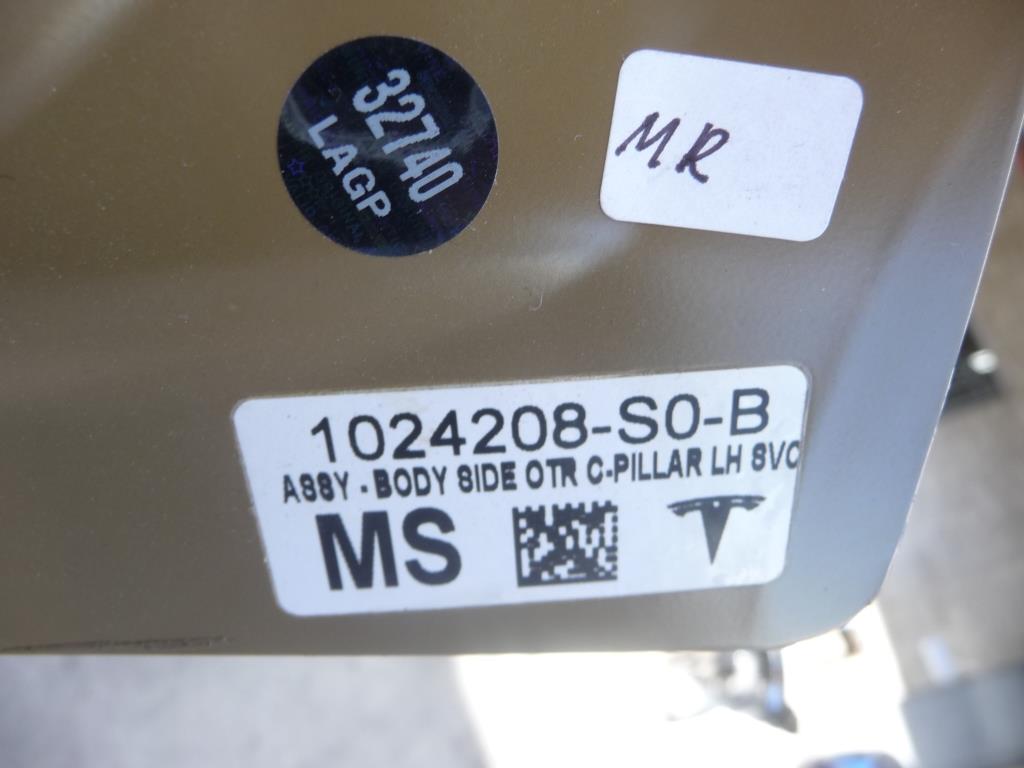 32740
LAGP
MR
1024208-S0-B
ASSY - BODY SIDE OTR C-PILLAR LH SVC
MS